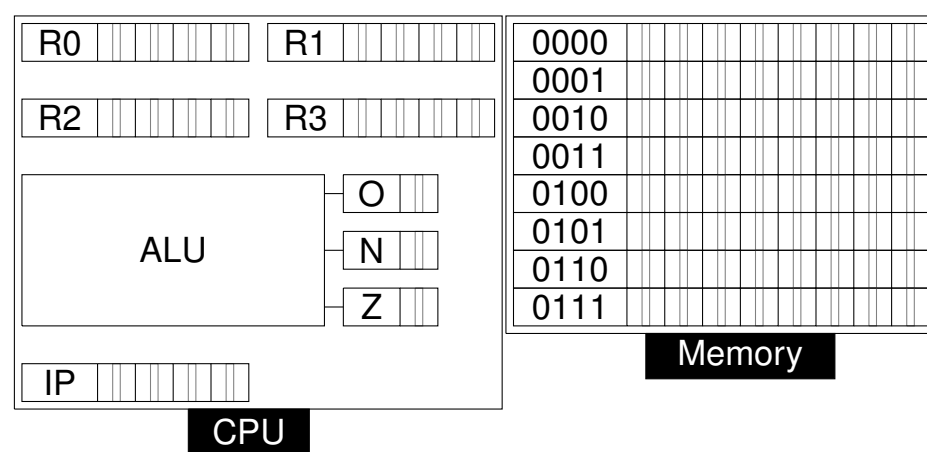 R0 R1
R2 R3
ALU
O
N
Z
IP
CPU
0000
0001
0010
0011
0100
0101
0110
0111
Memory